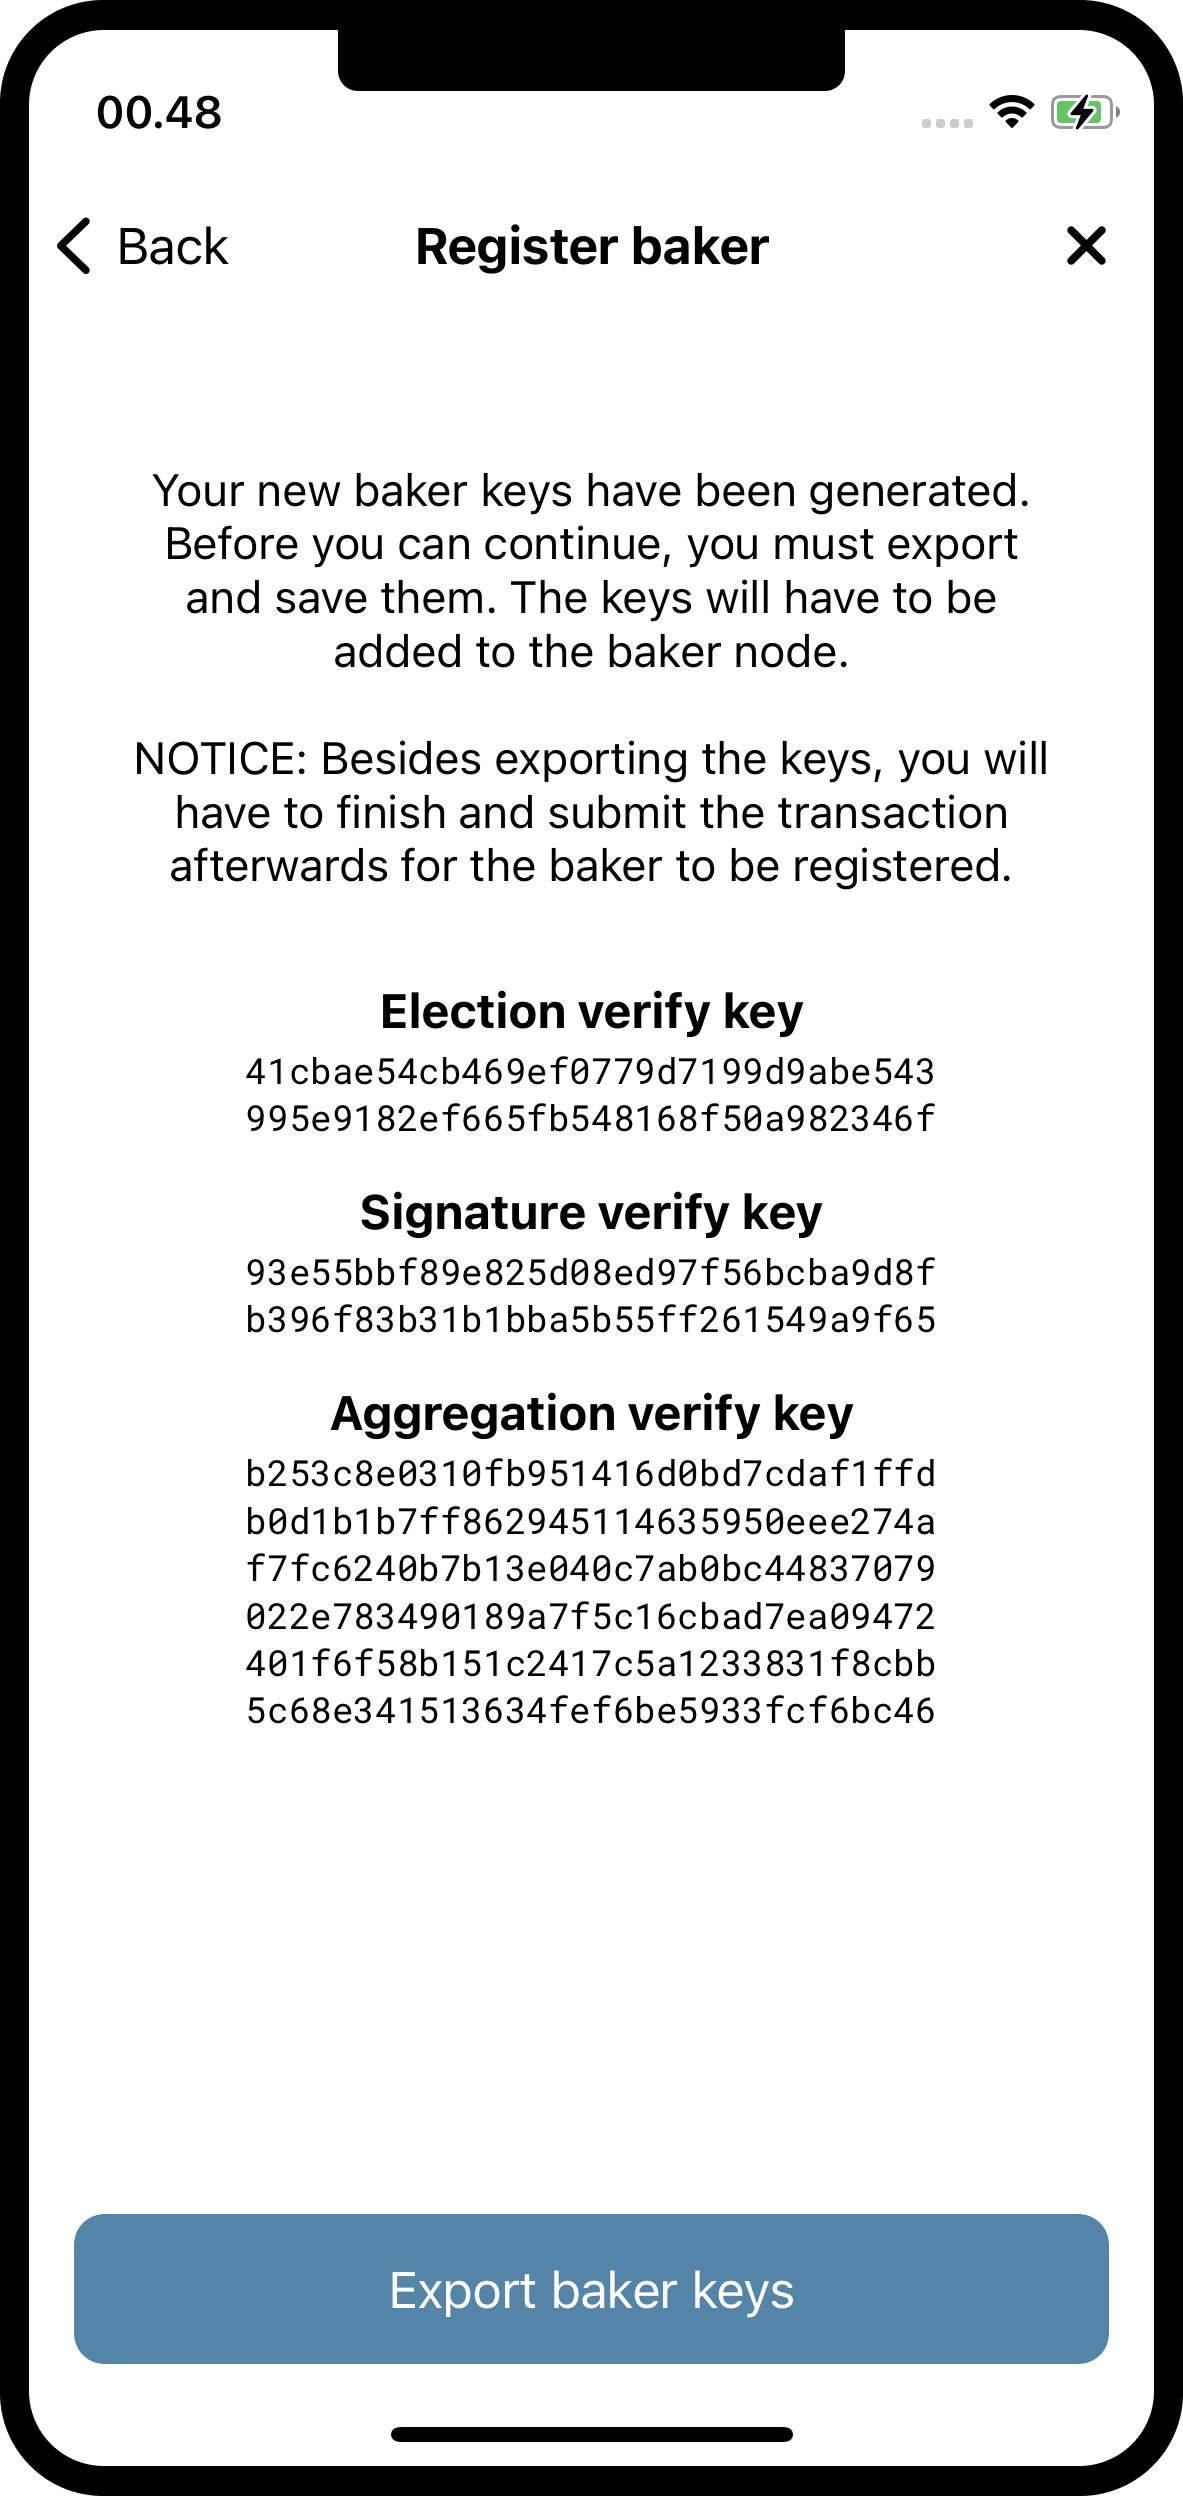 00.48
Back
Register baker
Your new baker keys have been generated.
Before you can continue, you must export
and save them. The keys will have to be
added to the baker node.
NOTICE: Besides exporting the keys, you will
have to finish and submit the transaction
afterwards for the baker to be registered.
Election verify key
41cbae54cb469ef0779d7199d9abe543
995e9182ef665fb548168f50a982346f
Signature verify key
93e55bbf89e825d08ed97f56bcba9d8f
b396f83b31b1bba5b55ff261549a9f65
Aggregation verify key
b253c8e0310fb951416d0bd7cdaf1ffd
b0d1b1b7ff862945114635950eee274a
f7fc6240b7b13e040c7ab0bc44837079
022e783490189a7f5c16cbad7ea09472
401f6f58b151c2417c5a1233831f8cbb
5c68e341513634fef6be5933fcf6bc46
Export baker keys